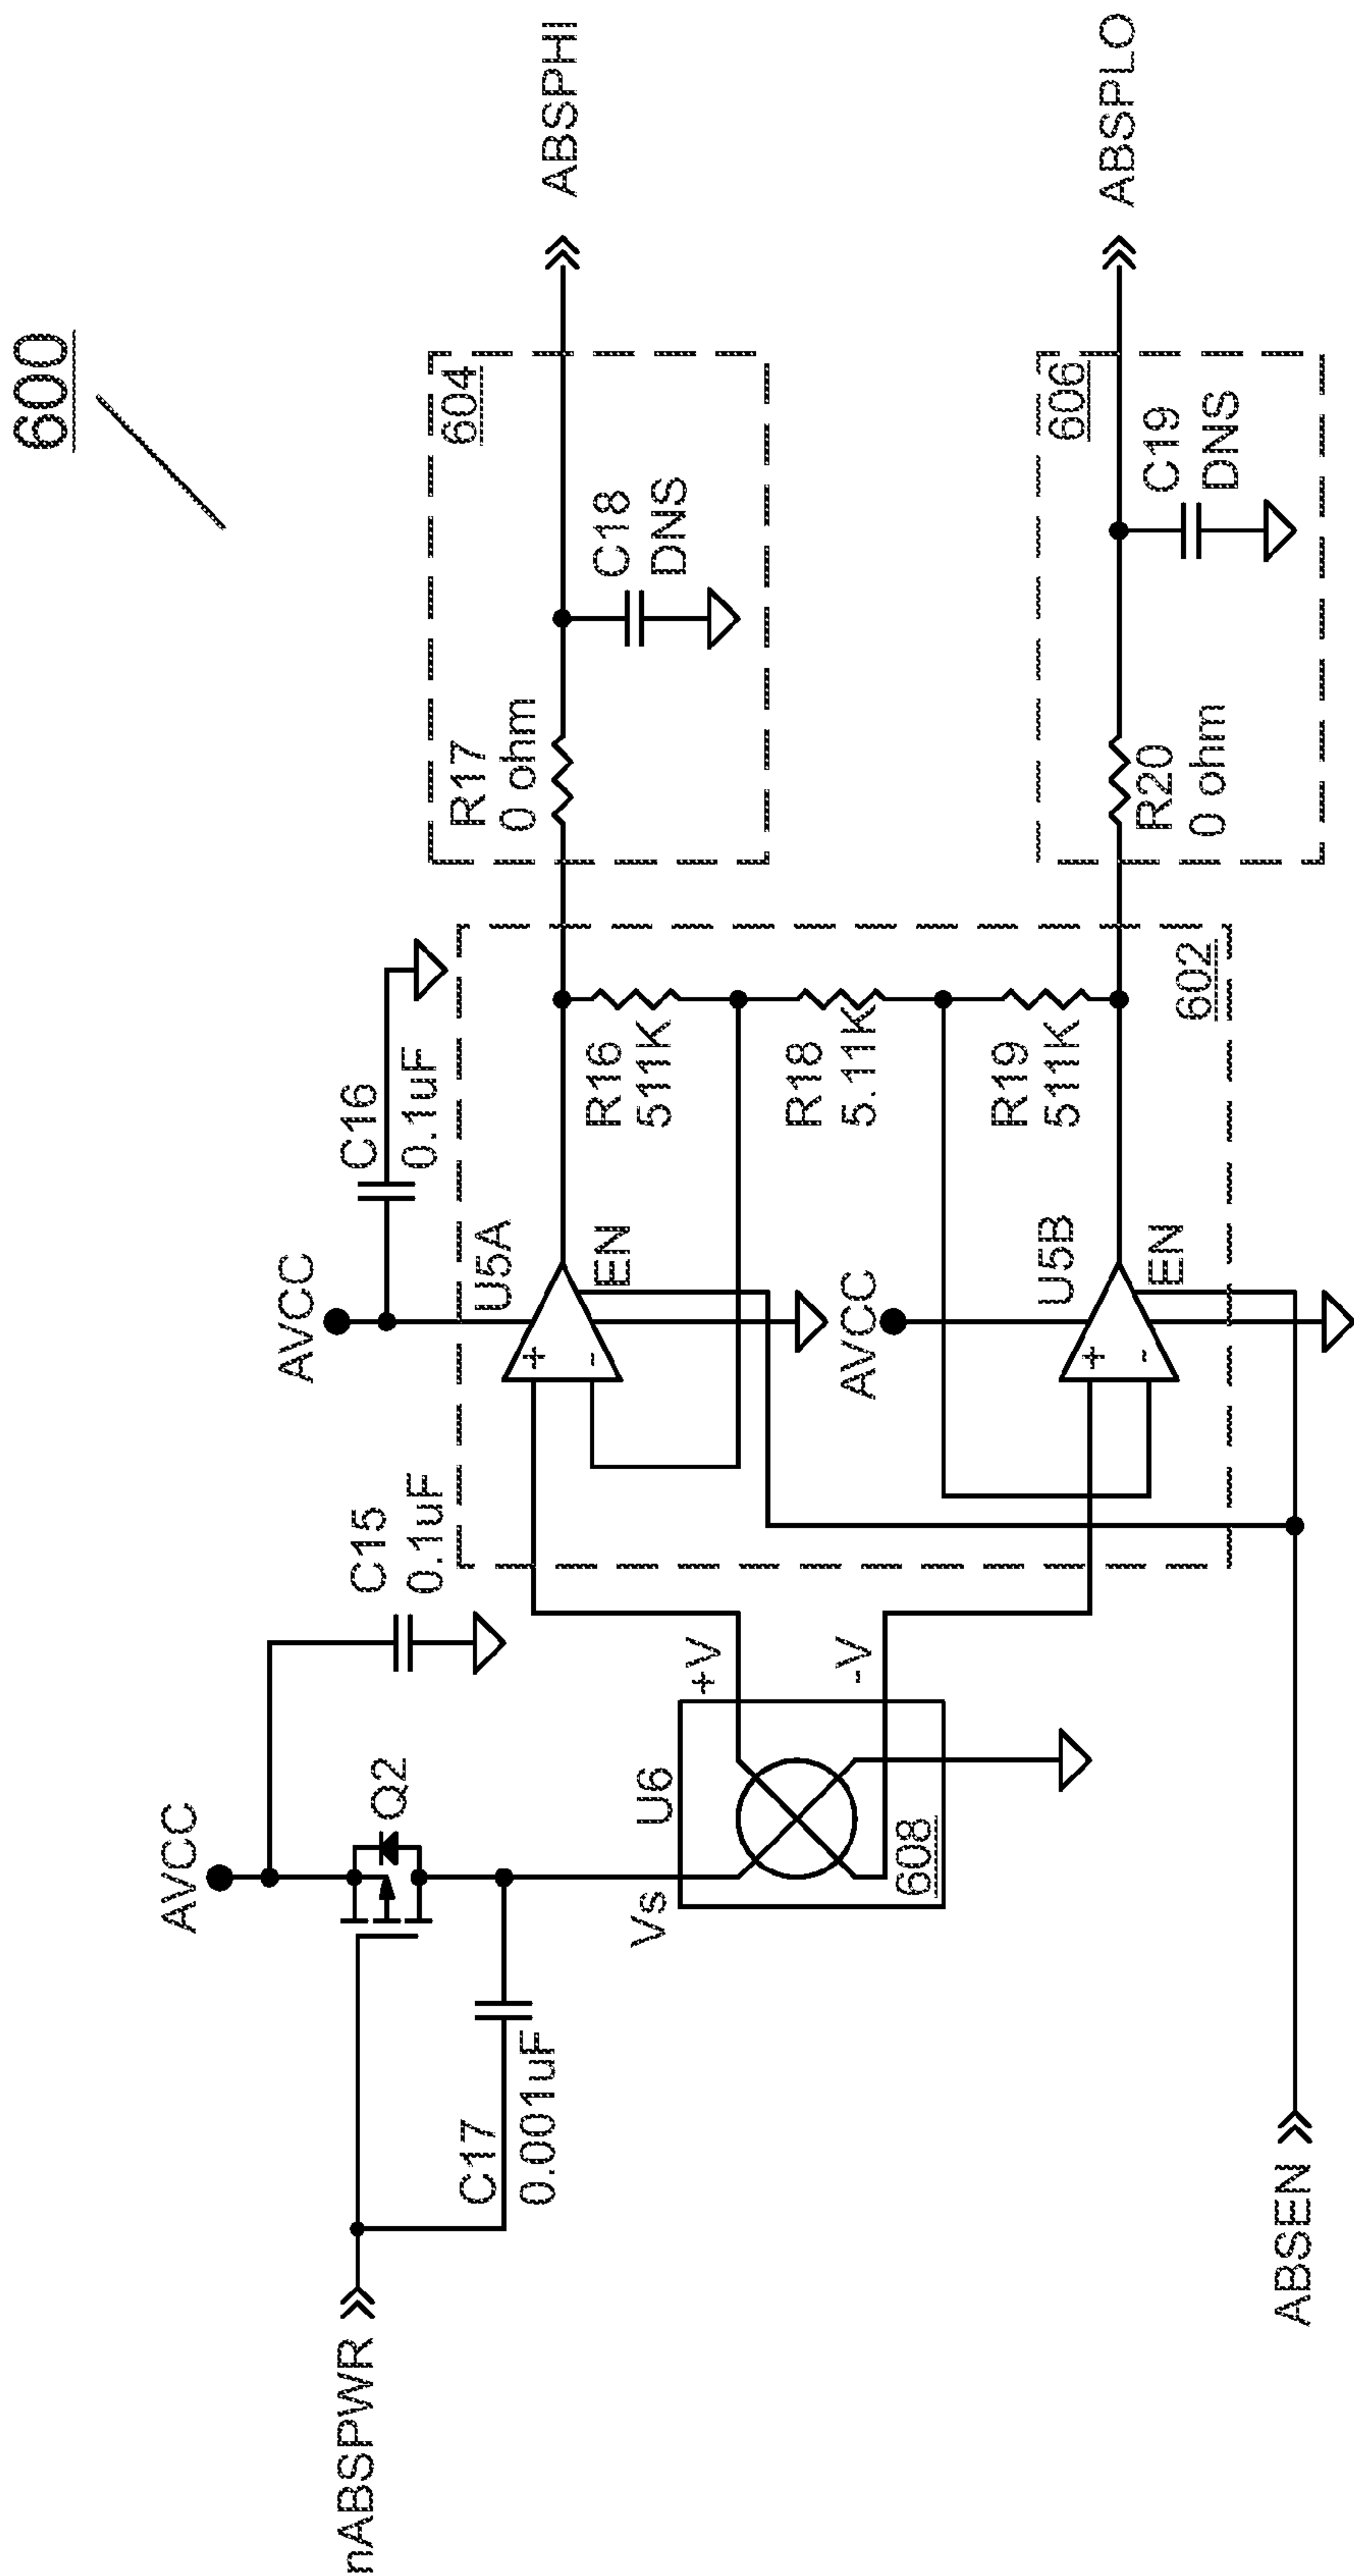 600
AVCC
nABSPWR
Q2
C15
0.1uF
C17
0.001uF
Vs
U6
608
+V
-V
AVCC
C16
0.1uF
U5A
+
-
EN
AVCC
U5B
+
-
EN
R16
511K
R18
5.11K
R19
511K
602
R17
0 ohm
604
C18
DNS
ABSPHI
R20
0 ohm
606
C19
DNS
ABSPLO
ABSEN